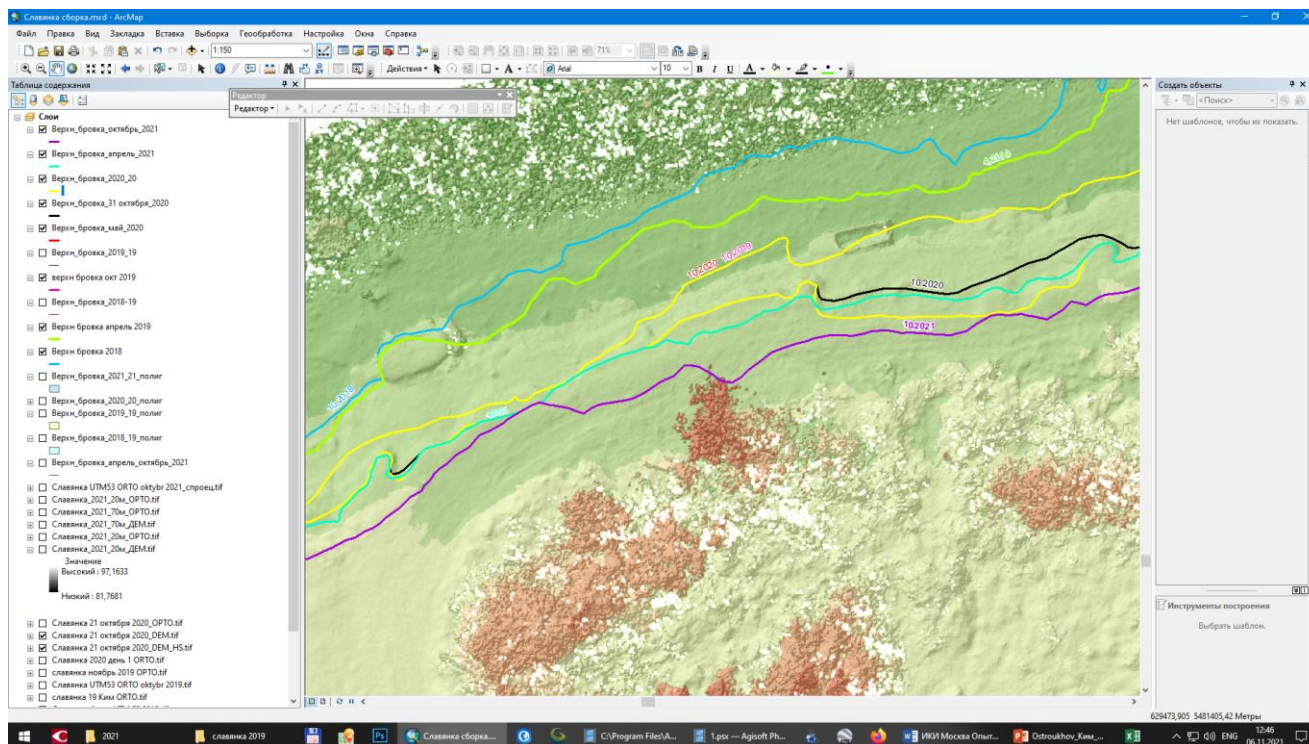 Славянка сборка.mxd - ArcMap
Файл Правка Вид Закладка Вставка Выборка Геообработка Настройка Окна Справка
1:150
71%
Действия
Arial
10
Таблица содержания
Редактор
Редактор
Создать объекты
<Поиск>
Нет шаблонов, чтобы их показать.
Слои
Верхн_бровка_октябрь_2021
Верхн_бровка_апрель_2021
Верхн_бровка_2020_20
Верхн_бровка_31 октября_2020
Верхн_бровка_май_2020
Верхн_бровка_2019_19
верхн бровка окт 2019
Верхн_бровка_2018-19
Верхн бровка апрель 2019
Верхн бровка 2018
Верхн_бровка_2021_21_полиг
Верхн_бровка_2020_20_полиг
Верхн_бровка_2019_19_полиг
Верхн_бровка_2018_19_полиг
Верхн_бровка_апрель_октябрь_2021
Славянка UTM53 ORTO oktybr 2021_спроец.tif
Славянка_2021_20м_ОРТО.tif
Славянка_2021_70м_ОРТО.tif
Славянка_2021_70м_ДЕМ.tif
Славянка_2021_20м_ОРТО.tif
Славянка_2021_20м_ДЕМ.tif
Значение
Высокий : 97,1633
Низкий : 81,7681
Славянка 21 октября 2020_ОРТО.tif
Славянка 21 октября 2020_DEM.tif
Славянка 21 октября 2020_DEM_HS.tif
Славянка 2020 день 1 ORTO.tif
славянка ноябрь 2019 ОРТО.tif
Славянка UTM53 ORTO oktybr 2019.tif
славянка 19 Ким ORTO.tif
4.2019
10.2020 10.2019
10.2020
10.2021
10.2018
Инструменты построения
Выбрать шаблон.
629473,905 5481405,42 Метры
2021
славянка 2019
Славянка сборка....
C:\Program Files\A...
1.psx — Agisoft Ph...
ИКИ Москва Опыт...
Ostroukhov_Ким_...
ENG
12:46
06.11.2021